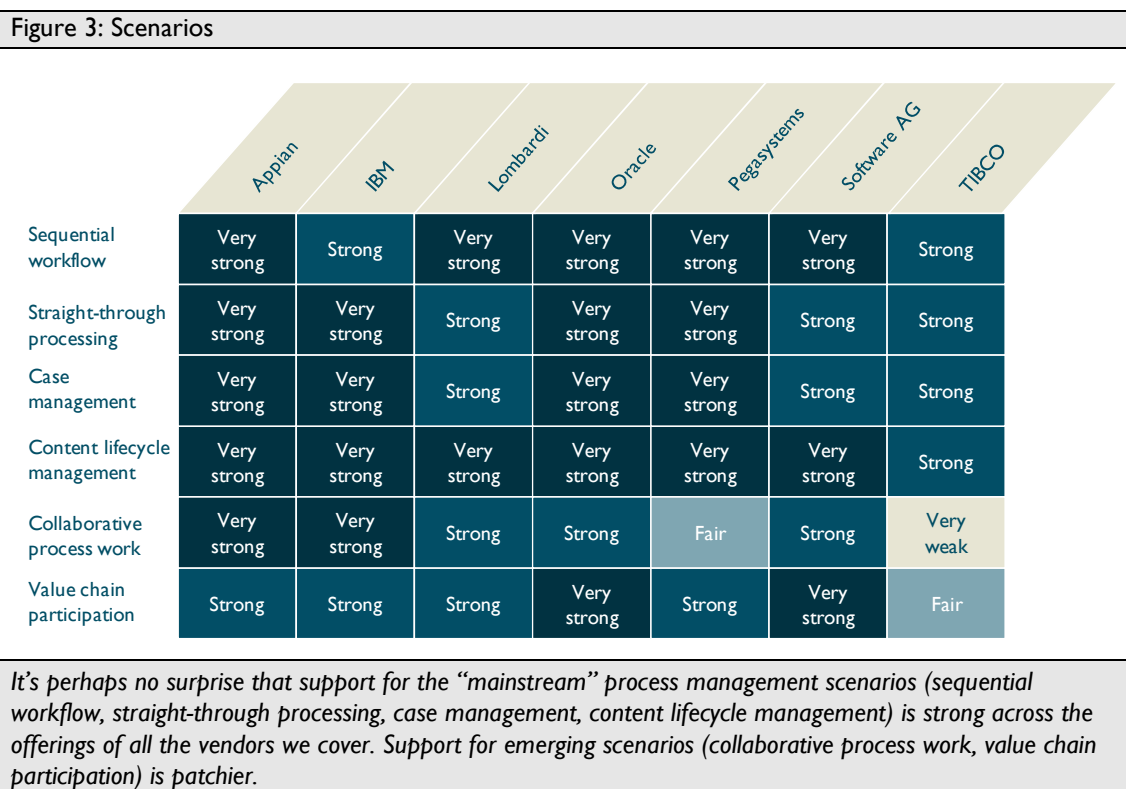 Figure 3: Scenarios
Appian
IBM
Lombardi
Oracle
Pegasystems
Software AG
TIBCO
Sequential
workflow
Very
strong
Strong
Very
strong
Very
strong
Very
strong
Very
strong
Strong
Straight-through
processing
Very
strong
Very
strong
Strong
Very
strong
Very
strong
Strong
Strong
Case
management
Very
strong
Very
strong
Strong
Very
strong
Very
strong
Strong
Strong
Content lifecycle
management
Very
strong
Very
strong
Very
strong
Very
strong
Very
strong
Very
strong
Strong
Collaborative
process work
Very
strong
Very
strong
Strong
Strong
Fair
Strong
Very
weak
Value chain
participation
Strong
Strong
Strong
Very
strong
Strong
Very
strong
Fair
It’s perhaps no surprise that support for the “mainstream” process management scenarios (sequential
workflow, straight-through processing, case management, content lifecycle management) is strong across the
offerings of all the vendors we cover. Support for emerging scenarios (collaborative process work, value chain
participation) is patchier.